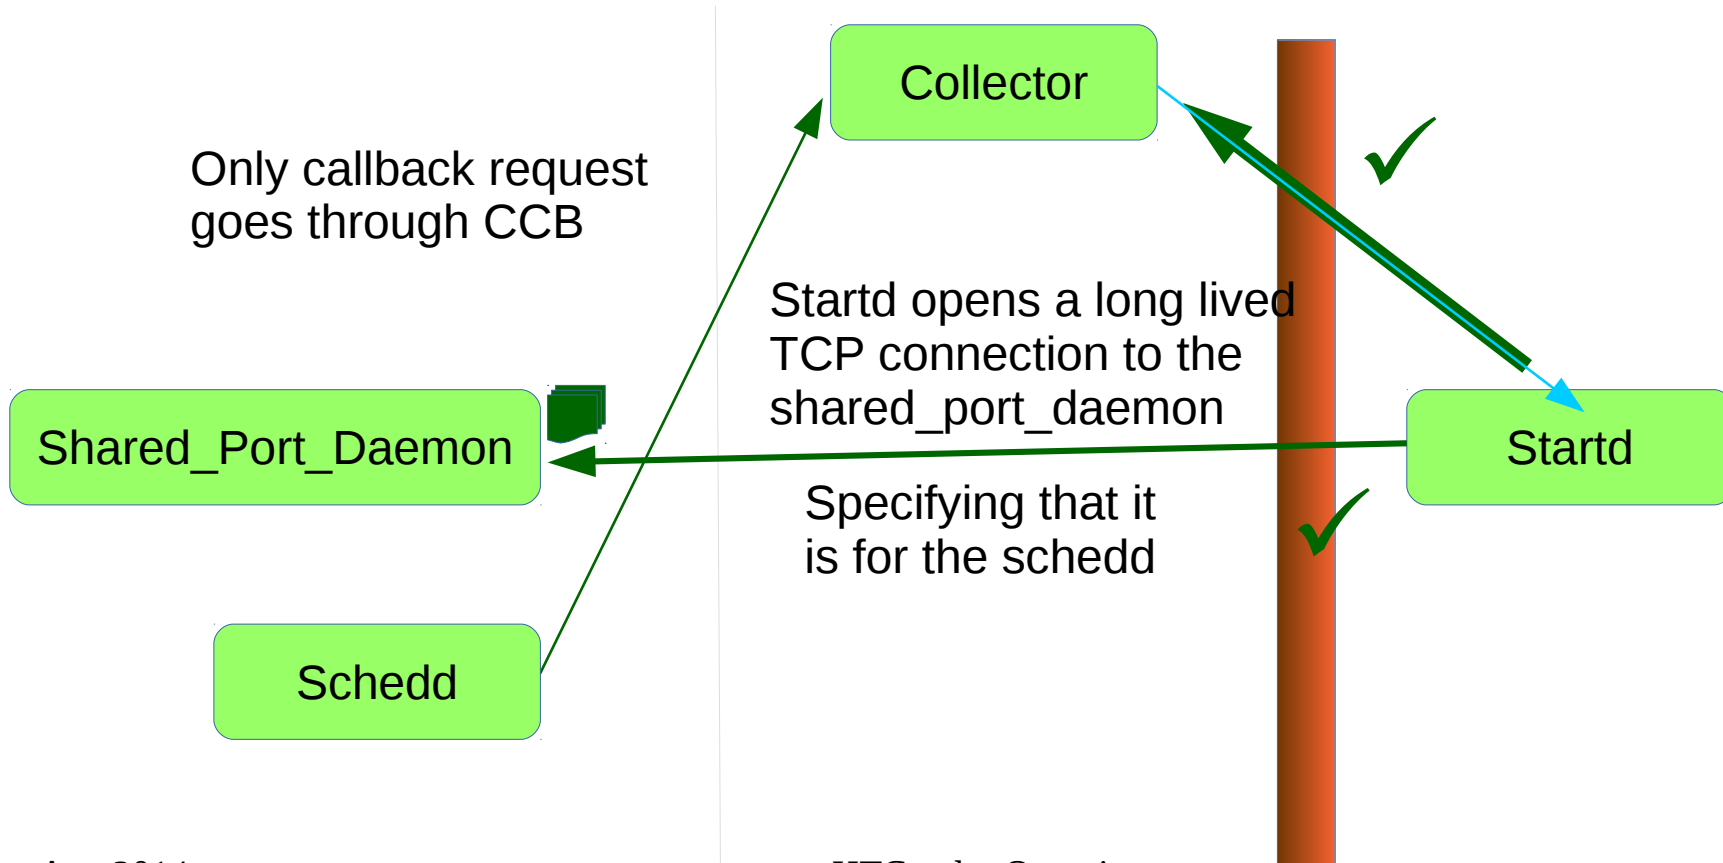 Collector
Only callback request
goes through CCB
Startd opens a long lived
TCP connection to the
shared_port_daemon
Shared_Port_Daemon
Startd
Specifying that it
is for the schedd
Schedd